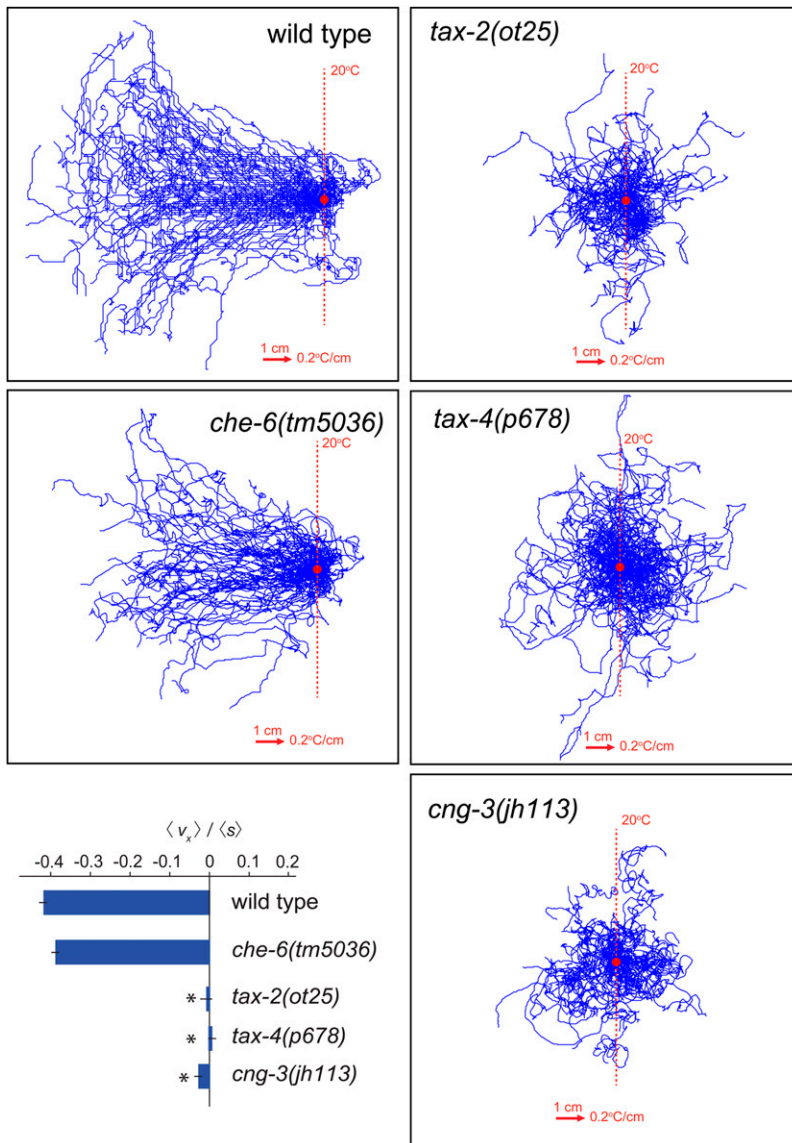 wild type
20°C
1 cm
0.2°C/cm
tax-2(ot25)
20°C
1 cm
0.2°C/cm
che-6(tm5036)
20°C
1 cm
0.2°C/cm
tax-4(p678)
20°C
1 cm
0.2°C/cm
⟨vₓ⟩ / ⟨s⟩
-0.4 -0.3 -0.2 -0.1 0 0.1 0.2
wild type
che-6(tm5036)
* tax-2(ot25)
* tax-4(p678)
* cng-3(jh113)
cng-3(jh113)
20°C
1 cm
0.2°C/cm